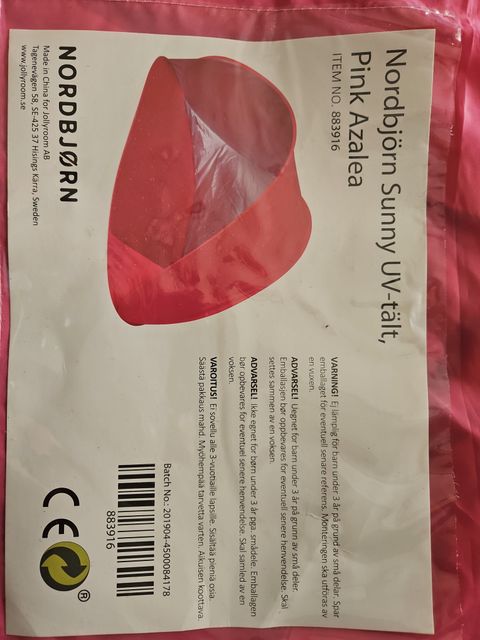 Nordbjörn Sunny UV-tält,
Pink Azalea
ITEM NO. 883916
VARNING! Ej lämplig för barn under 3 år på grund av små delar. Spar
emballaget för eventuell senare referens. Monteringen ska utföras av
en vuxen.
ADVARSEL! Uegnet for barn under 3 år på grunn av små deler.
Emballasjen bør oppbevares for eventuell senere henvendelse. Skal
settes sammen av en voksen.
ADVARSEL! Ikke egnet for børn under 3 år pga. smådele. Emballagen
bør opbevares for eventuel senere henvendelse. Skal samles af en
voksen.
VAROITUS! Ei sovellu alle 3-vuotiaille lapsille. Sisältää pieniä osia.
Säästä pakkaus mahd. Myöhempää tarvetta varten. Aikuisen koottava.
NORDBJØRN
Made in China for Jollyroom AB
Tagenevägen 58, SE-425 37 Hisings Kärra, Sweden
www.jollyroom.se
Batch No.: 201904-4500084178
883916
CE
®